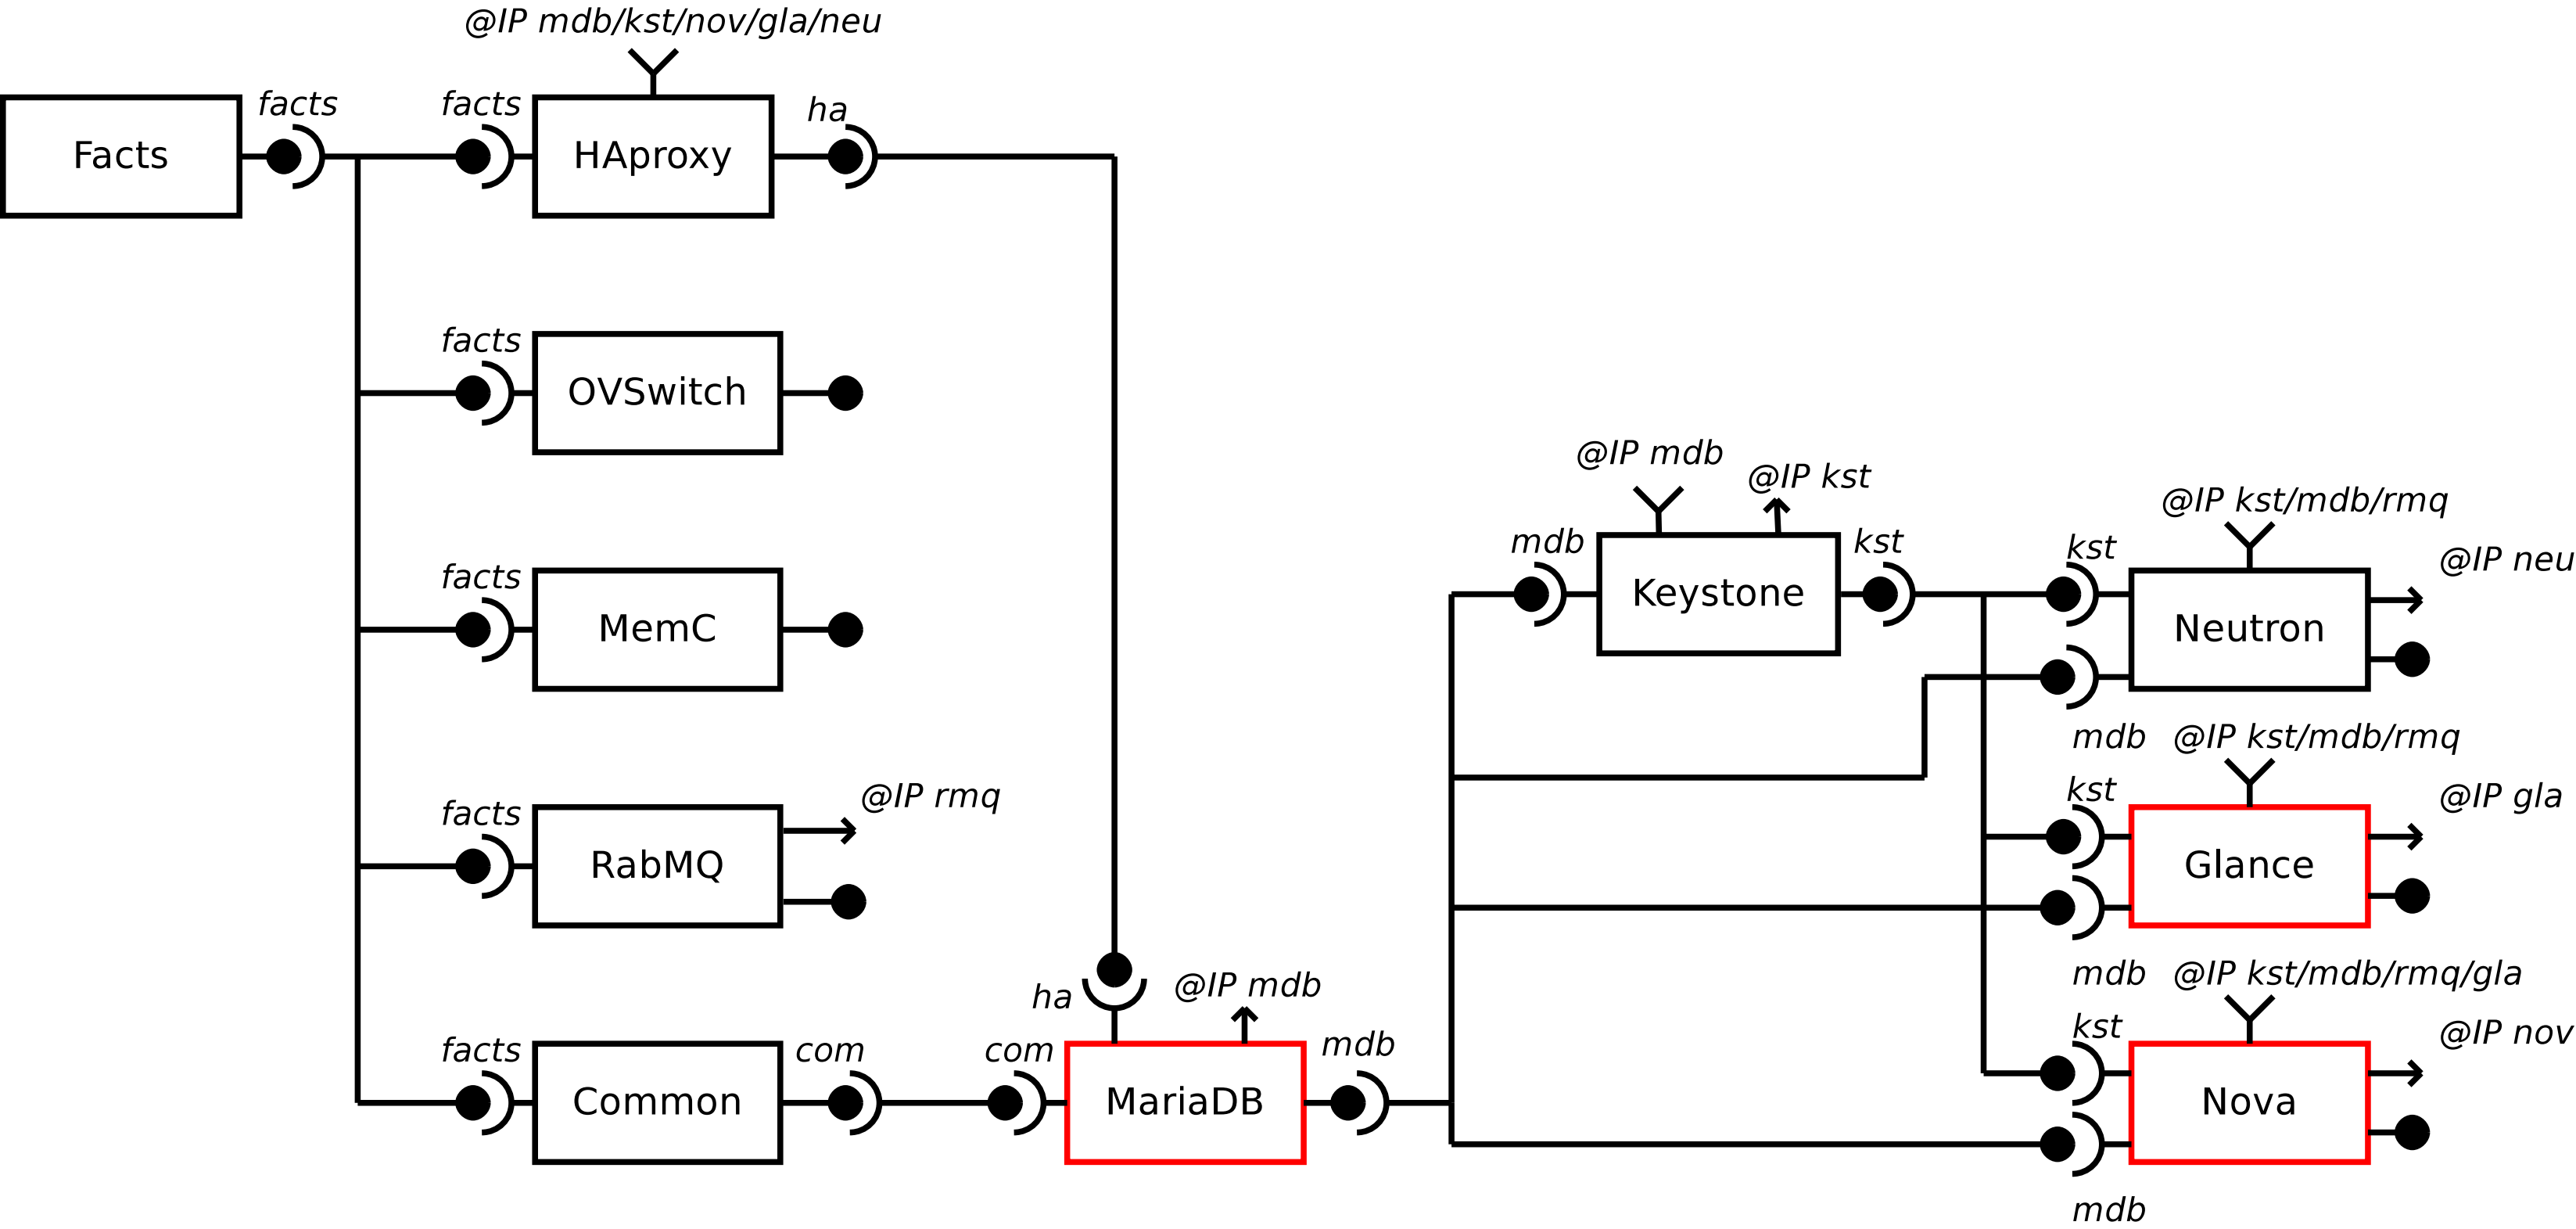 @IP mdb/kst/nov/gla/neu
facts
facts
ha
Facts
HAproxy
facts
OVSwitch
facts
MemC
@IP rmq
facts
RabMQ
ha
@IP mdb
facts
com
com
mdb
Common
MariaDB
@IP mdb
@IP kst
mdb
kst
Keystone
@IP kst/mdb/rmq
kst
@IP neu
Neutron
mdb
@IP kst/mdb/rmq
kst
@IP gla
Glance
mdb
@IP kst/mdb/rmq/gla
kst
@IP nov
Nova
mdb